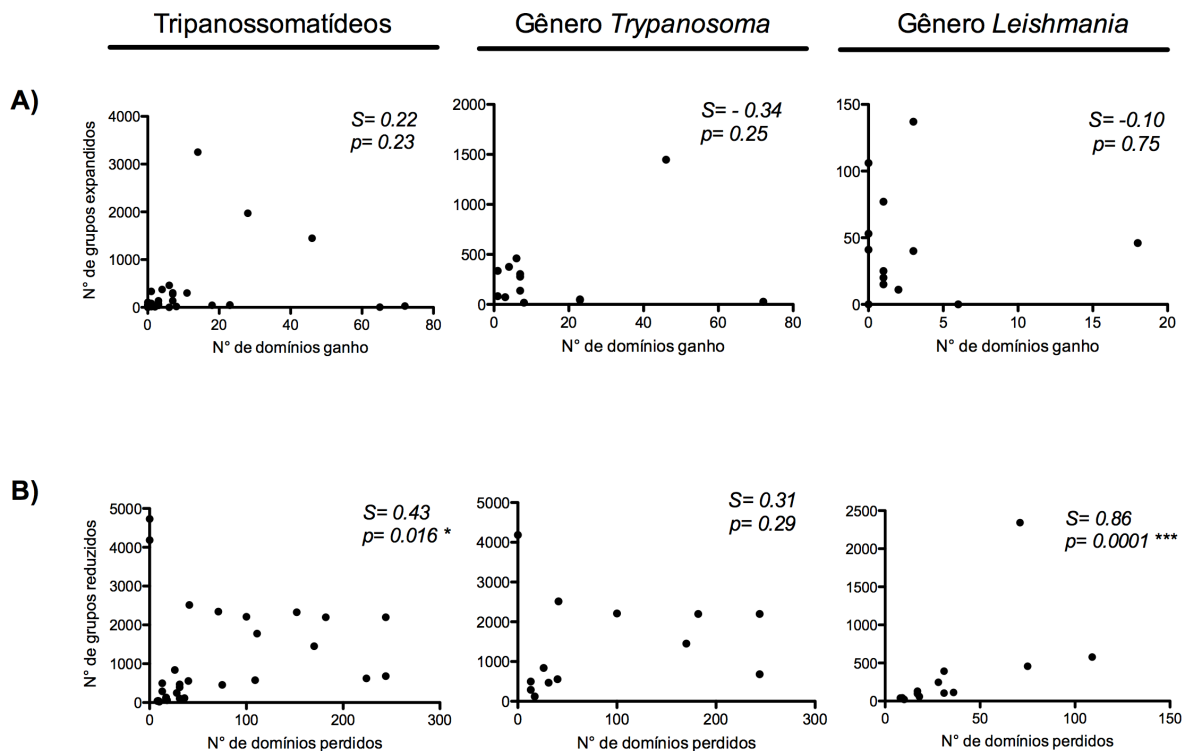 Tripanossomatídeos
Gênero Trypanosoma
Gênero Leishmania
A)
N° de grupos expandidos
4000
3000
2000
1000
0
0 20 40 60 80
N° de domínios ganho
S= 0.22
p= 0.23
2000
1500
1000
500
0
0 20 40 60 80
N° de domínios ganho
S= - 0.34
p= 0.25
150
100
50
0
0 5 10 15 20
N° de domínios ganho
S= -0.10
p= 0.75
B)
N° de grupos reduzidos
5000
4000
3000
2000
1000
0
0 100 200 300
N° de domínios perdidos
S= 0.43
p= 0.016 *
5000
4000
3000
2000
1000
0
0 100 200 300
N° de domínios perdidos
S= 0.31
p= 0.29
2500
2000
1500
1000
500
0
0 50 100 150
N° de domínios perdidos
S= 0.86
p= 0.0001 ***